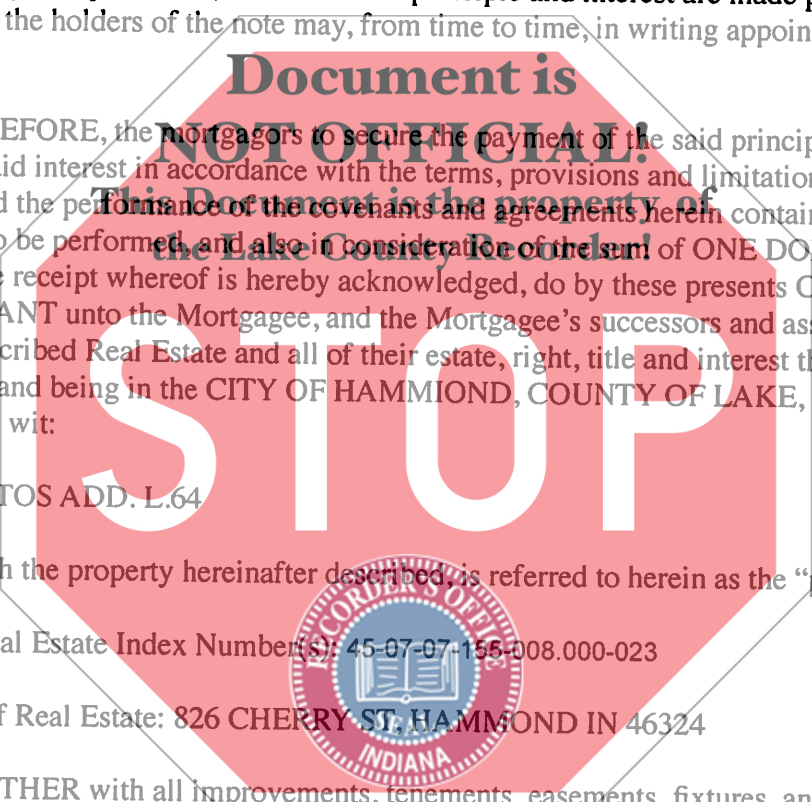 the holders of the note may, from time to time, in writing appoin
Document is
EFORE, the mortgagors to secure the payment of the said princip
NOT OFFICIAL!
id interest in accordance with the terms, provisions and limitation
This Document is the property of
d the performance of the covenants and agreements herein contain
the Lake County Recorder!
o be performed, and also in consideration of the sum of ONE DO
e receipt whereof is hereby acknowledged, do by these presents C
ANT unto the Mortgagee, and the Mortgagee's successors and ass
cribed Real Estate and all of their estate, right, title and interest th
and being in the CITY OF HAMMIOND, COUNTY OF LAKE,
wit:
STOP
TOS ADD. L.64
h the property hereinafter described, is referred to herein as the "
RECORDER'S OFFICE
al Estate Index Number(s): 45-07-07-155-008.000-023
f Real Estate: 826 CHERRY ST, HAMMOND IN 46324
SEAL
INDIANA
THER with all improvements, tenements, easements, fixtures, an